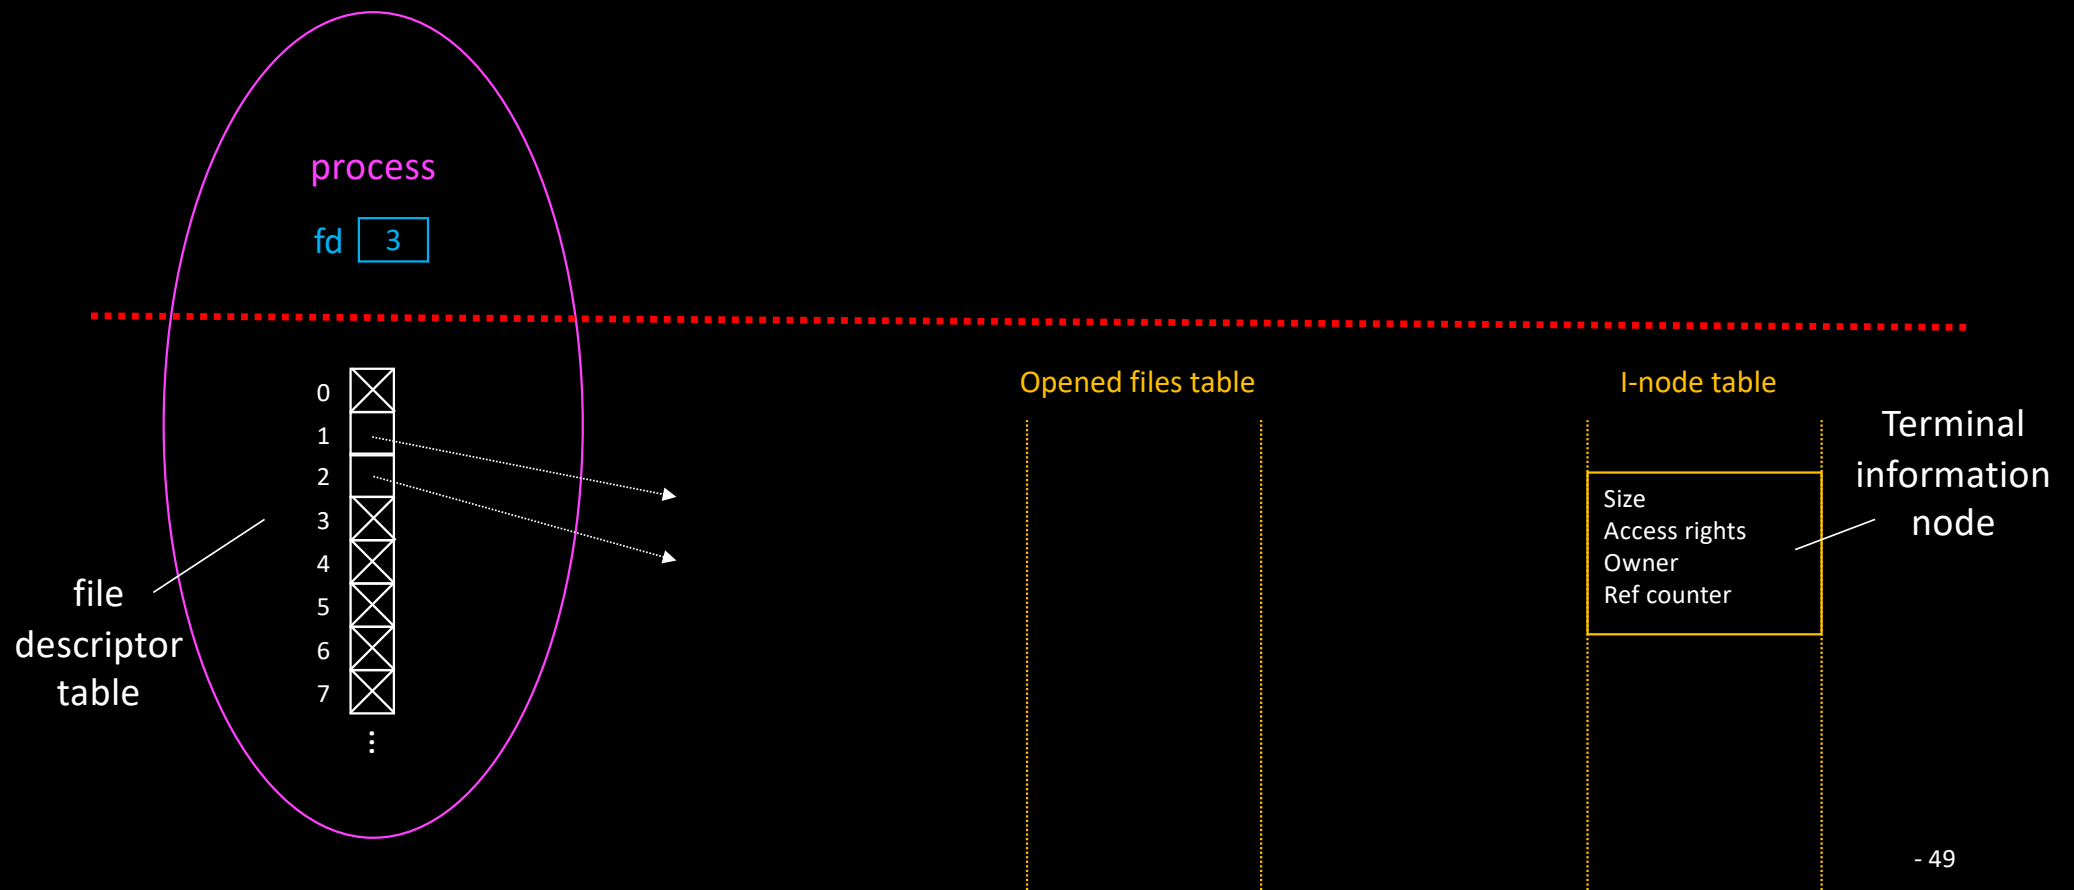 process
fd 3
0
1
2
3
4
5
6
7
...
file
descriptor
table
Opened files table
I-node table
Size
Access rights
Owner
Ref counter
Terminal
information
node
- 49